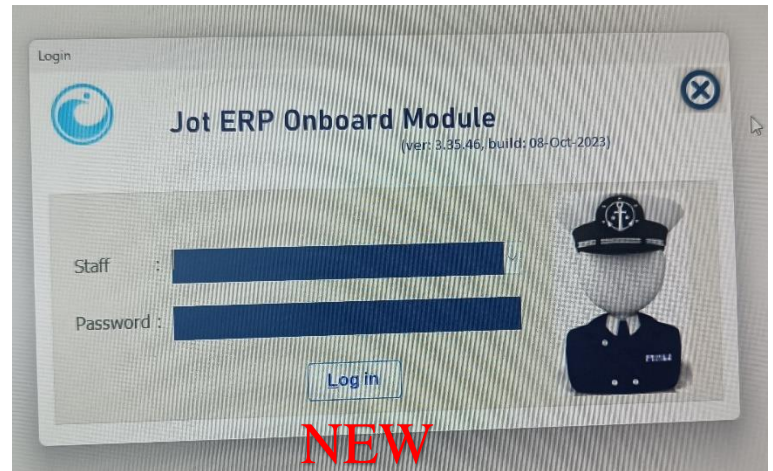 Login
Jot ERP Onboard Module
(ver: 3.35.46, build: 08-Oct-2023)
Staff :
Password :
Log in
NEW